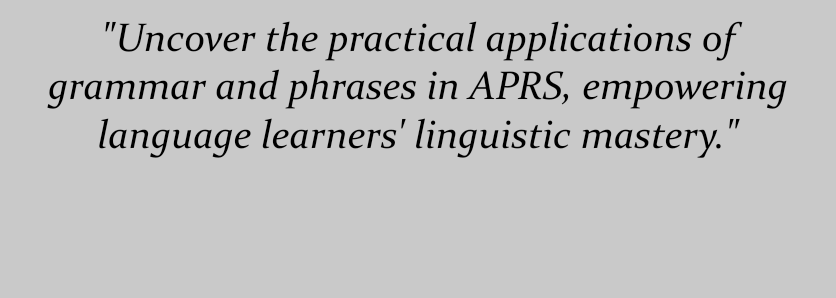 "Uncover the practical applications of
grammar and phrases in APRS, empowering
language learners' linguistic mastery."